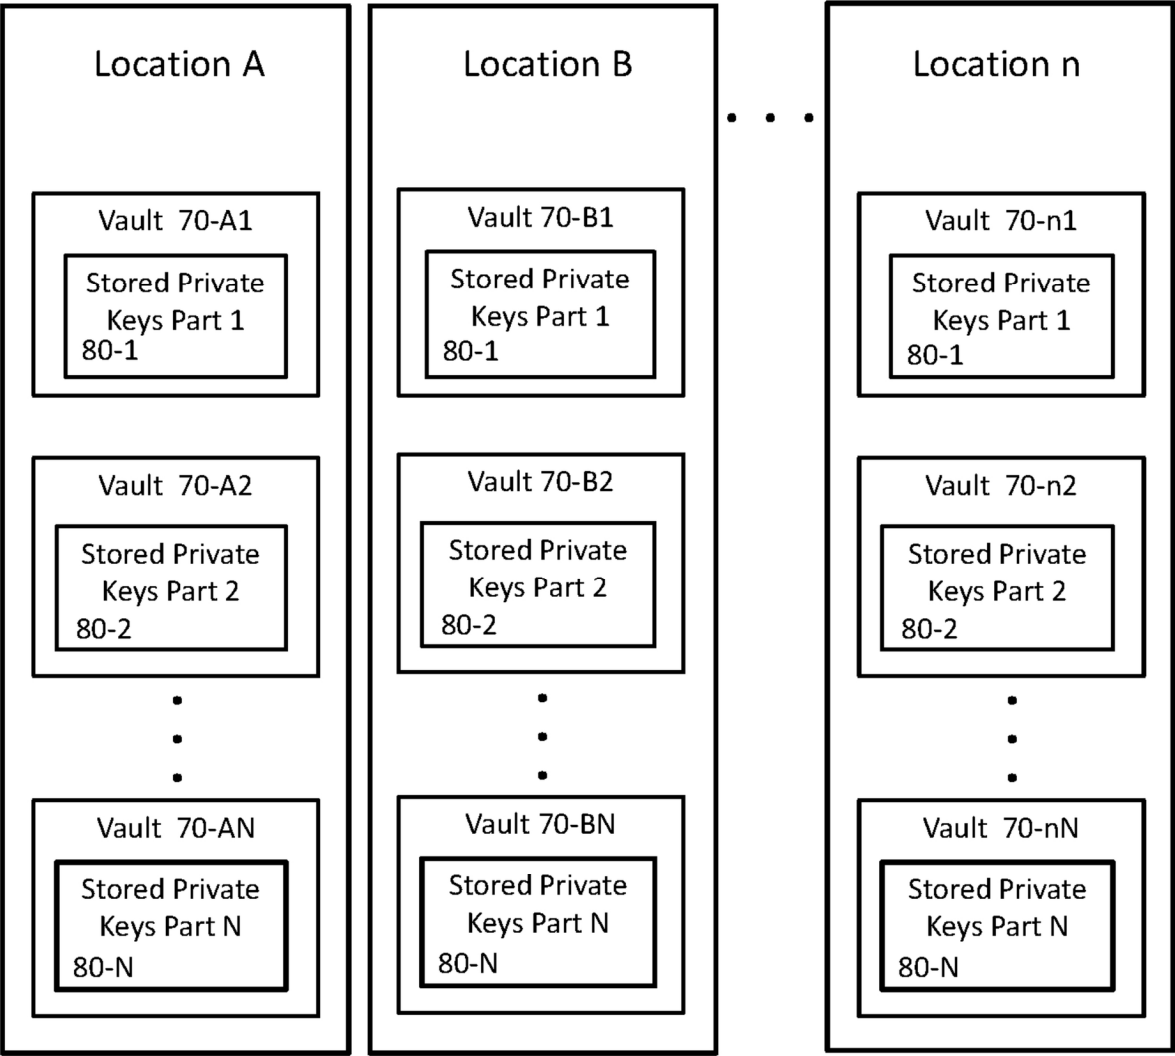 Location A
Vault 70-A1
Stored Private
Keys Part 1
80-1
Vault 70-A2
Stored Private
Keys Part 2
80-2
Vault 70-AN
Stored Private
Keys Part N
80-N
Location B
Vault 70-B1
Stored Private
Keys Part 1
80-1
Vault 70-B2
Stored Private
Keys Part 2
80-2
Vault 70-BN
Stored Private
Keys Part N
80-N
Location n
Vault 70-n1
Stored Private
Keys Part 1
80-1
Vault 70-n2
Stored Private
Keys Part 2
80-2
Vault 70-nN
Stored Private
Keys Part N
80-N